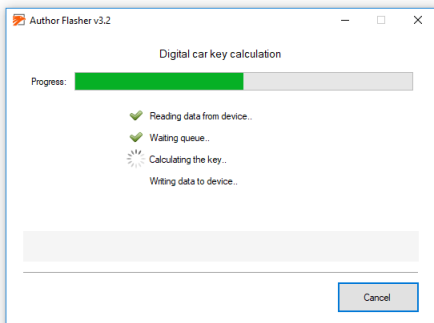 Author Flasher v3.2
Digital car key calculation
Progress:
Reading data from device..
Waiting queue..
Calculating the key..
Writing data to device..
Cancel